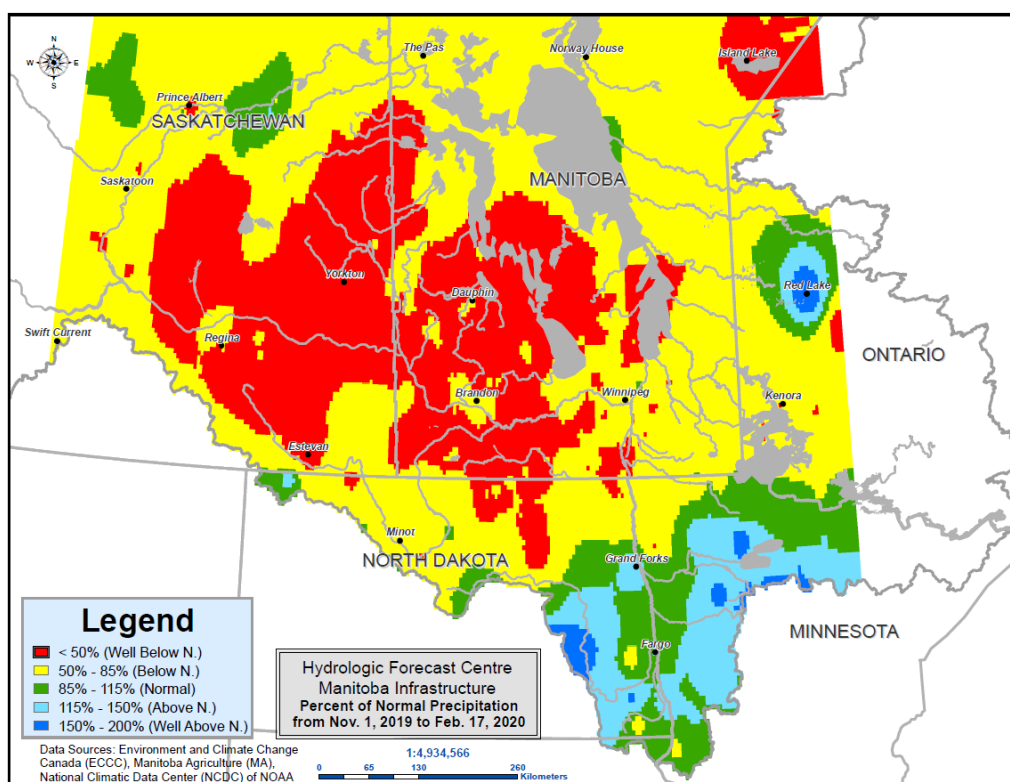 N
W E
S
The Pas
Norway House
Island Lake
Prince Albert
SASKATCHEWAN
Saskatoon
MANITOBA
Yorkton
Dauphin
Red Lake
Swift Current
Regina
ONTARIO
Brandon
Winnipeg
Kenora
Estevan
Minot
NORTH DAKOTA
Grand Forks
MINNESOTA
Fargo
Legend
< 50% (Well Below N.)
50% - 85% (Below N.)
85% - 115% (Normal)
115% - 150% (Above N.)
150% - 200% (Well Above N.)
Hydrologic Forecast Centre
Manitoba Infrastructure
Percent of Normal Precipitation
from Nov. 1, 2019 to Feb. 17, 2020
Data Sources: Environment and Climate Change
Canada (ECCC), Manitoba Agriculture (MA),
National Climatic Data Center (NCDC) of NOAA
1:4,934,566
0 65 130 260
Kilometers